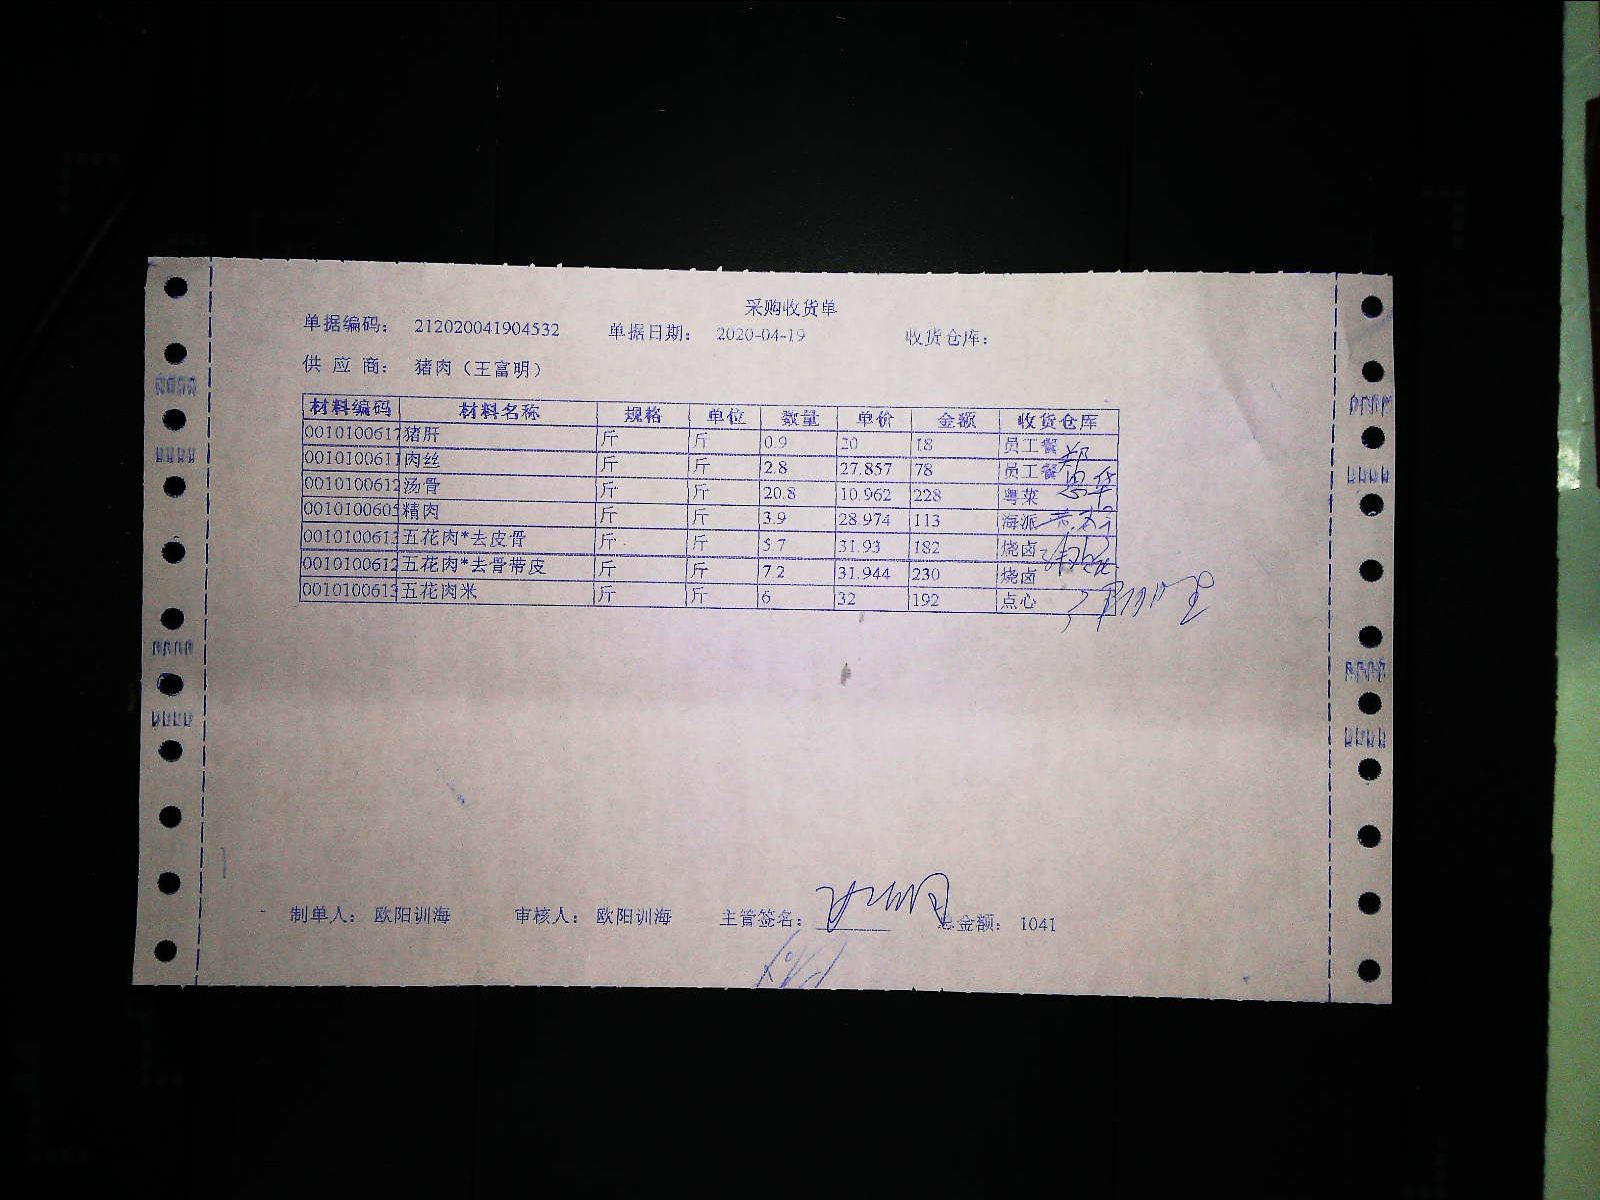 采购收货单
单据编码： 212020041904532 单据日期： 2020-04-19 收货仓库：
供 应 商： 猪肉（王富明）
材料编码 材料名称 规格 单位 数量 单价 金额 收货仓库
0010100617 猪肝 斤 斤 0.9 20 18 员工餐
0010100611 肉丝 斤 斤 2.8 27.857 78 员工餐
0010100612 汤骨 斤 斤 20.8 10.962 228 粤菜
001010060 精肉 斤 斤 3.9 28.974 113 海派
0010100613 五花肉*去皮骨 斤 斤 5.7 31.93 182 烧卤
0010100612 五花肉*去骨带皮 斤 斤 7.2 31.944 230 烧卤
001010061 五花肉米 斤 斤 6 32 192 点心
制单人： 欧阳训海 审核人： 欧阳训海 主管签名： 总金额： 1041